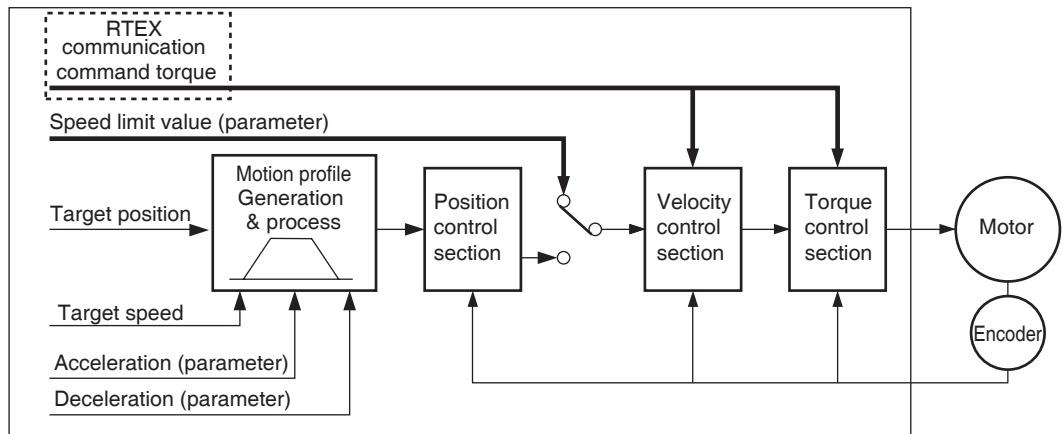 RTEX
communication
command torque
Speed limit value (parameter)
Motion profile
Generation
& process
Target position
Position
control
section
Velocity
control
section
Torque
control
section
Motor
Target speed
Encoder
Acceleration (parameter)
Deceleration (parameter)